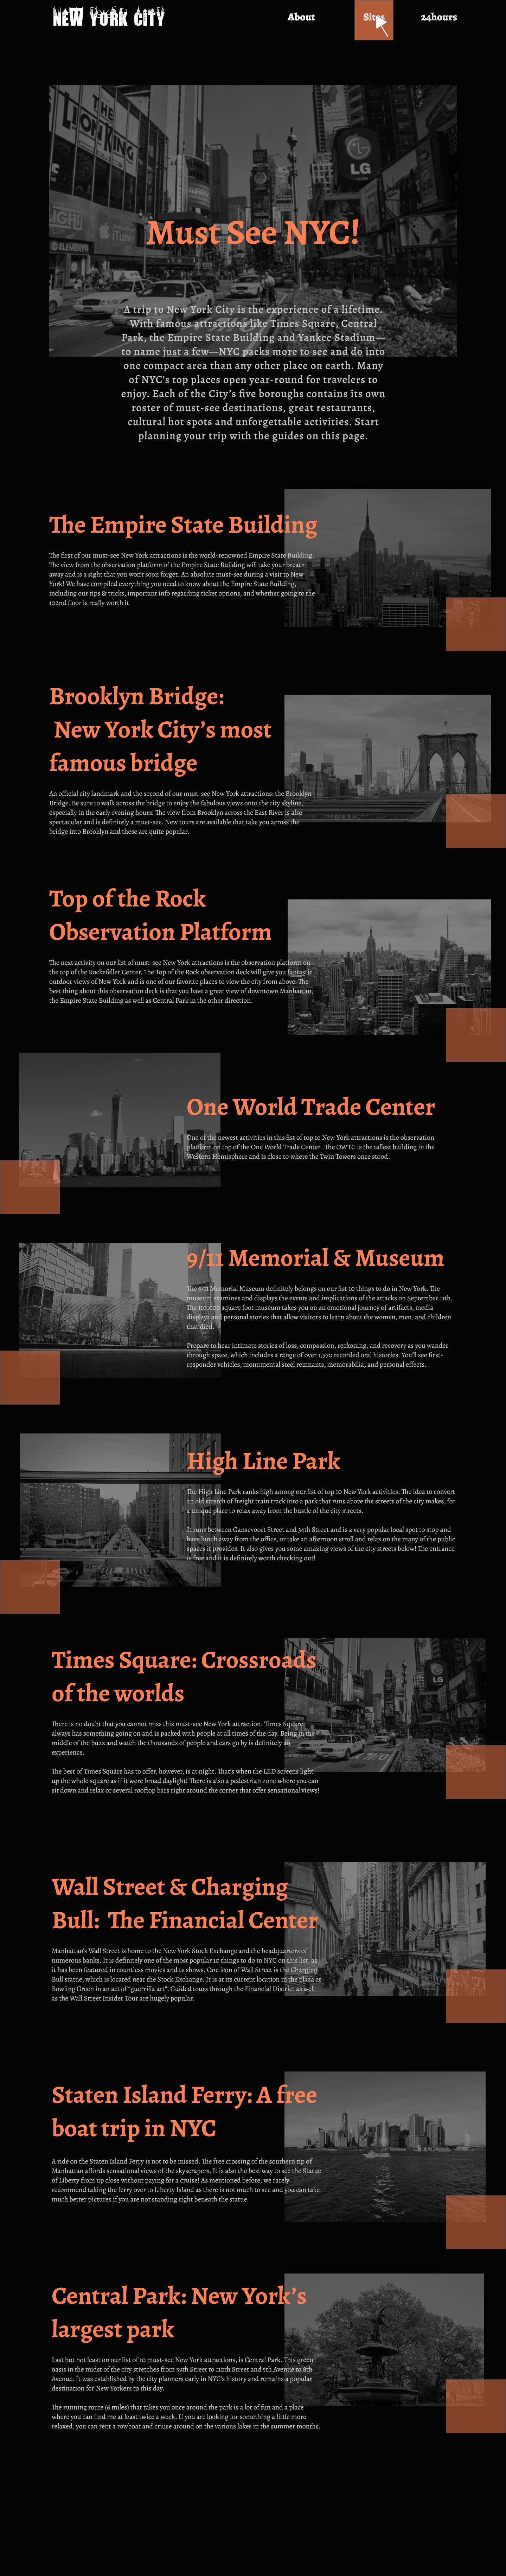 NEW YORK CITY
About
Sites
24hours
THE
LION KING
LG
iTunes
Must See NYC!
A trip to New York City is the experience of a lifetime.
With famous attractions like Times Square, Central
Park, the Empire State Building and Yankee Stadium—
to name just a few—NYC packs more to see and do into
one compact area than any other place on earth. Many
of NYC's top places open year-round for travelers to
enjoy. Each of the City's five boroughs contains its own
roster of must-see destinations, great restaurants,
cultural hot spots and unforgettable activities. Start
planning your trip with the guides on this page.
The Empire State Building
The first of our must-see New York attractions is the world-renowned Empire State Building.
The view from the observation platform of the Empire State Building will take your breath
away and is a sight that you won't soon forget. An absolute must-see during a visit to New
York! We have compiled everything you need to know about the Empire State Building,
including our tips & tricks, important info regarding ticket options, and whether going to the
102nd floor is really worth it
Brooklyn Bridge:
New York City's most
famous bridge
An official city landmark and the second of our must-see New York attractions: the Brooklyn
Bridge. Be sure to walk across the bridge to enjoy the fabulous views onto the city skyline,
especially in the early evening hours! The view from Brooklyn across the East River is also
spectacular and is definitely a must-see. New tours are available that take you across the
bridge into Brooklyn and these are quite popular.
Top of the Rock
Observation Platform
The next activity on our list of must-see New York attractions is the observation platform on
the top of the Rockefeller Center. The Top of the Rock observation deck will give you fantastic
outdoor views of New York and is one of our favorite places to view the city from above. The
best thing about this observation deck is that you have a great view of downtown Manhattan,
the Empire State Building as well as Central Park in the other direction.
One World Trade Center
One of the newest activities in this list of top 10 New York attractions is the observation
platform on top of the One World Trade Center. The OWTC is the tallest building in the
Western Hemisphere and is close to where the Twin Towers once stood.
9/11 Memorial & Museum
The 9/11 Memorial Museum definitely belongs on our list 10 things to do in New York. The
museum examines and displays the events and implications of the attacks on September 11th.
The 110,000 square foot museum takes you on an emotional journey of artifacts, media
displays and personal stories that allow visitors to learn about the women, men, and children
that died.
Prepare to hear intimate stories of loss, compassion, reckoning, and recovery as you wander
through space, which includes a range of over 1,970 recorded oral histories. You'll see first-
responder vehicles, monumental steel remnants, memorabilia, and personal effects.
High Line Park
The High Line Park ranks high among our list of top 10 New York activities. The idea to convert
an old stretch of freight train track into a park that runs above the streets of the city makes, for
a unique place to relax away from the bustle of the city streets.
It runs between Gansevoort Street and 34th Street and is a very popular local spot to stop and
have lunch away from the office, or take an afternoon stroll and relax on the many of the public
spaces it provides. It also gives you some amazing views of the city streets below! The entrance
is free and it is definitely worth checking out!
Times Square: Crossroads
of the worlds
LG
There is no doubt that you cannot miss this must-see New York attraction. Times Square
always has something going on and is packed with people at all times of the day. Being in the
middle of the buzz and watch the thousands of people and cars go by is definitely an
experience.
The best of Times Square has to offer, however, is at night. That's when the LED screens light
up the whole square as if it were broad daylight! There is also a pedestrian zone where you can
sit down and relax or several rooftop bars right around the corner that offer sensational views!
Wall Street & Charging
Bull: The Financial Center
Manhattan's Wall Street is home to the New York Stock Exchange and the headquarters of
numerous banks. It is definitely one of the most popular 10 things to do in NYC on this list, as
it has been featured in countless movies and tv shows. One icon of Wall Street is the Charging
Bull statue, which is located near the Stock Exchange. It is at its current location in the plaza at
Bowling Green in an act of "guerrilla art". Guided tours through the Financial District as well
as the Wall Street Insider Tour are hugely popular.
Staten Island Ferry: A free
boat trip in NYC
A ride on the Staten Island Ferry is not to be missed. The free crossing of the southern tip of
Manhattan affords sensational views of the skyscrapers. It is also the best way to see the Statue
of Liberty from up close without paying for a cruise! As mentioned before, we rarely
recommend taking the ferry over to Liberty Island as there is not much to see and you can take
much better pictures if you are not standing right beneath the statue.
Central Park: New York's
largest park
Last but not least on our list of 10 must-see New York attractions, is Central Park. This green
oasis in the midst of the city stretches from 59th Street to 110th Street and 5th Avenue to 8th
Avenue. It was established by the city planners early in NYC's history and remains a popular
destination for New Yorkers to this day.
The running route (6 miles) that takes you once around the park is a lot of fun and a place
where you can find me at least twice a week. If you are looking for something a little more
relaxed, you can rent a rowboat and cruise around on the various lakes in the summer months.